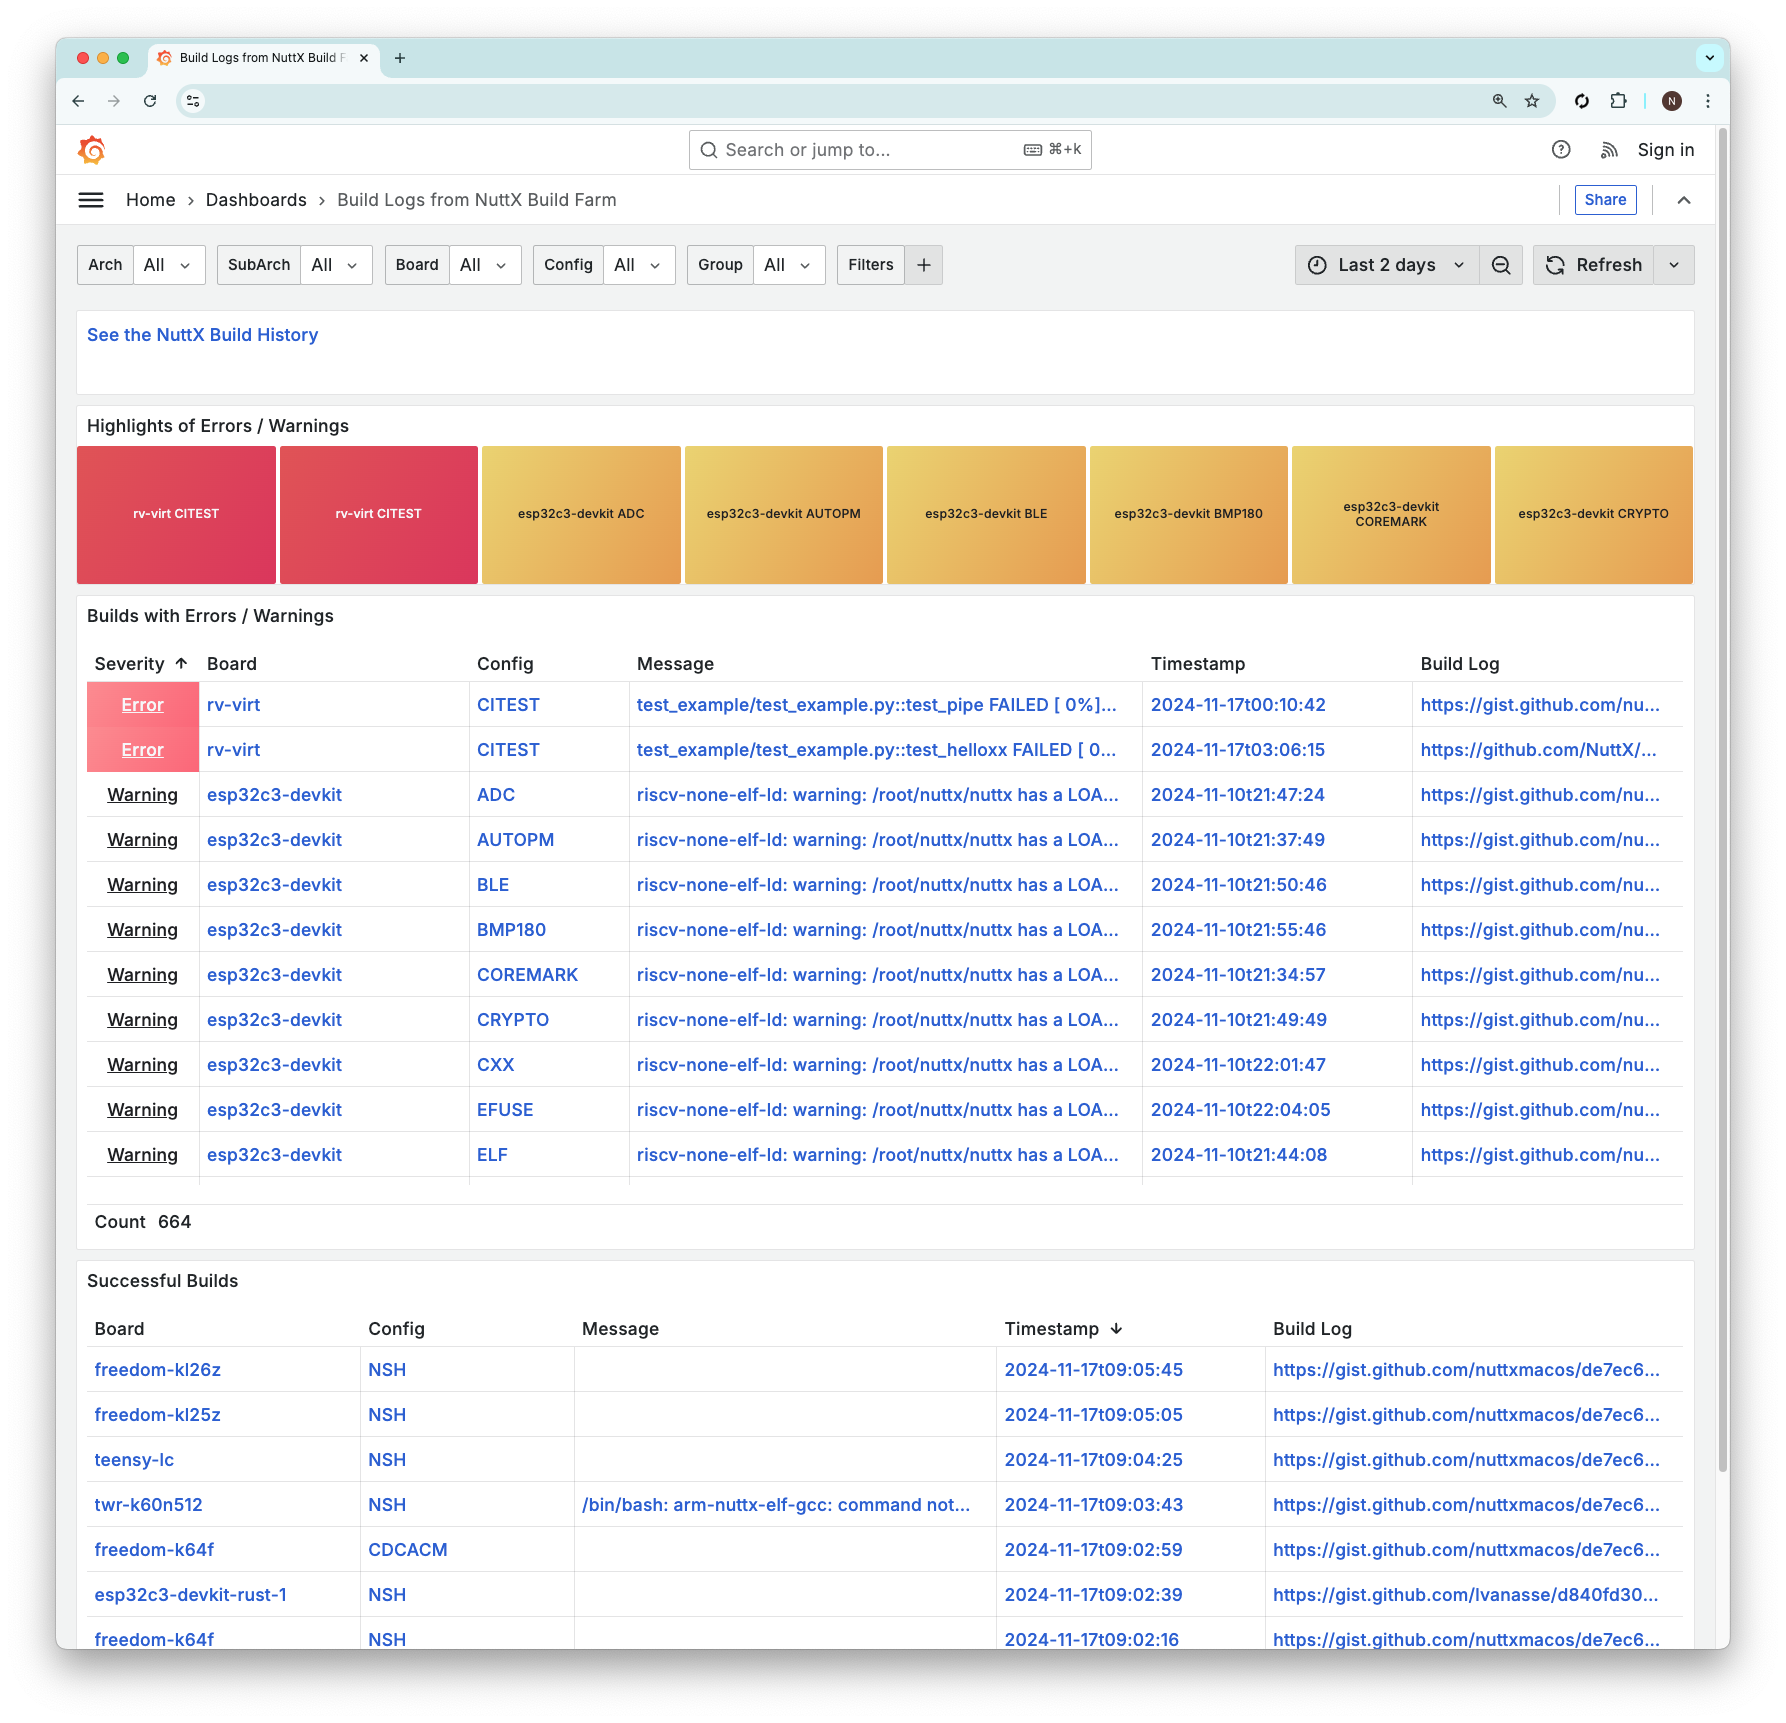 Build Logs from NuttX Build F
N
Search or jump to... ⌘+k
Sign in
Home › Dashboards › Build Logs from NuttX Build Farm
Share
Arch All SubArch All Board All Config All Group All Filters +
Last 2 days Refresh
See the NuttX Build History
Highlights of Errors / Warnings
rv-virt CITEST
rv-virt CITEST
esp32c3-devkit ADC
esp32c3-devkit AUTOPM
esp32c3-devkit BLE
esp32c3-devkit BMP180
esp32c3-devkit
COREMARK
esp32c3-devkit CRYPTO
Builds with Errors / Warnings
Severity ↑ Board Config Message Timestamp Build Log
Error rv-virt CITEST test_example/test_example.py::test_pipe FAILED [ 0%]... 2024-11-17t00:10:42 https://gist.github.com/nu...
Error rv-virt CITEST test_example/test_example.py::test_helloxx FAILED [ 0... 2024-11-17t03:06:15 https://github.com/NuttX/...
Warning esp32c3-devkit ADC riscv-none-elf-ld: warning: /root/nuttx/nuttx has a LOA... 2024-11-10t21:47:24 https://gist.github.com/nu...
Warning esp32c3-devkit AUTOPM riscv-none-elf-ld: warning: /root/nuttx/nuttx has a LOA... 2024-11-10t21:37:49 https://gist.github.com/nu...
Warning esp32c3-devkit BLE riscv-none-elf-ld: warning: /root/nuttx/nuttx has a LOA... 2024-11-10t21:50:46 https://gist.github.com/nu...
Warning esp32c3-devkit BMP180 riscv-none-elf-ld: warning: /root/nuttx/nuttx has a LOA... 2024-11-10t21:55:46 https://gist.github.com/nu...
Warning esp32c3-devkit COREMARK riscv-none-elf-ld: warning: /root/nuttx/nuttx has a LOA... 2024-11-10t21:34:57 https://gist.github.com/nu...
Warning esp32c3-devkit CRYPTO riscv-none-elf-ld: warning: /root/nuttx/nuttx has a LOA... 2024-11-10t21:49:49 https://gist.github.com/nu...
Warning esp32c3-devkit CXX riscv-none-elf-ld: warning: /root/nuttx/nuttx has a LOA... 2024-11-10t22:01:47 https://gist.github.com/nu...
Warning esp32c3-devkit EFUSE riscv-none-elf-ld: warning: /root/nuttx/nuttx has a LOA... 2024-11-10t22:04:05 https://gist.github.com/nu...
Warning esp32c3-devkit ELF riscv-none-elf-ld: warning: /root/nuttx/nuttx has a LOA... 2024-11-10t21:44:08 https://gist.github.com/nu...
Count 664
Successful Builds
Board Config Message Timestamp ↓ Build Log
freedom-kl26z NSH 2024-11-17t09:05:45 https://gist.github.com/nuttxmacos/de7ec6...
freedom-kl25z NSH 2024-11-17t09:05:05 https://gist.github.com/nuttxmacos/de7ec6...
teensy-lc NSH 2024-11-17t09:04:25 https://gist.github.com/nuttxmacos/de7ec6...
twr-k60n512 NSH /bin/bash: arm-nuttx-elf-gcc: command not... 2024-11-17t09:03:43 https://gist.github.com/nuttxmacos/de7ec6...
freedom-k64f CDCACM 2024-11-17t09:02:59 https://gist.github.com/nuttxmacos/de7ec6...
esp32c3-devkit-rust-1 NSH 2024-11-17t09:02:39 https://gist.github.com/lvanasse/d840fd30...
freedom-k64f NSH 2024-11-17t09:02:16 https://gist.github.com/nuttxmacos/de7ec6...